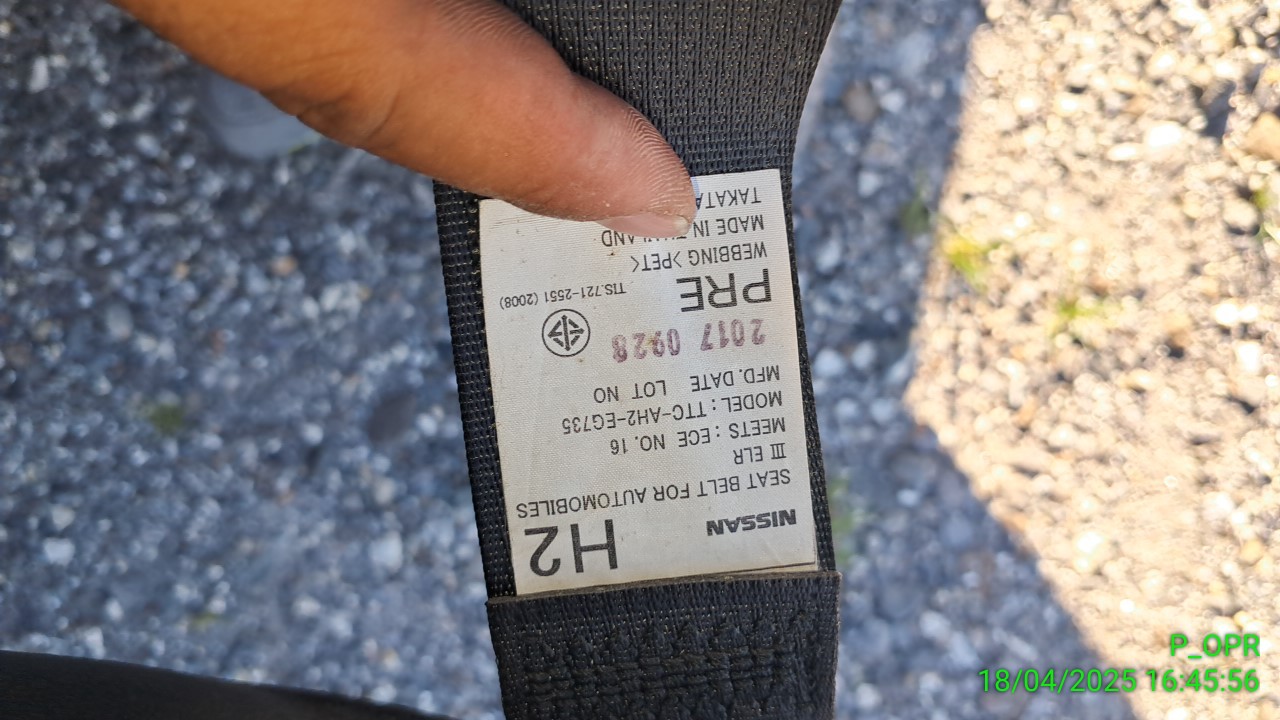 NISSAN H2
SEAT BELT FOR AUTOMOBILES
III ELR
MEETS : ECE NO. 16
MODEL : TTC-AH2-EG735
MFD. DATE LOT NO
2017 0928
PRE TIS.721-2551 (2008)
WEBBING >PET<
MADE IN THAILAND
TAKATA
P_OPR
18/04/2025 16:45:56